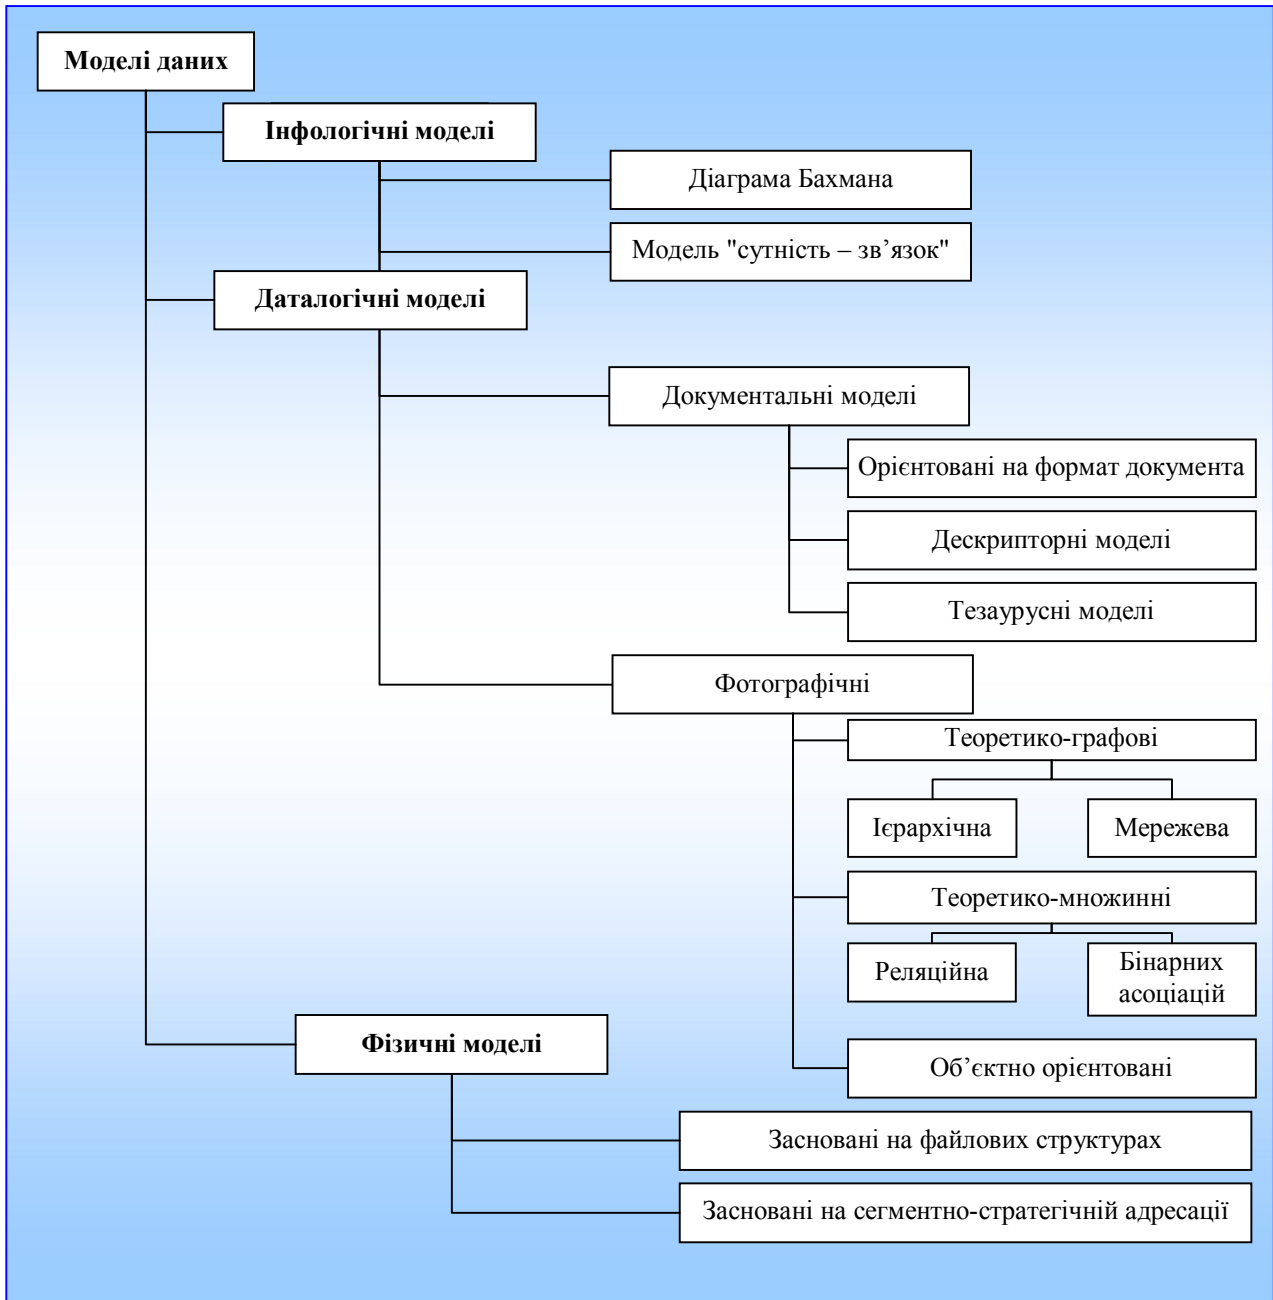 Моделі даних
Інфологічні моделі
Діаграма Бахмана
Модель "сутність – зв’язок"
Даталогічні моделі
Документальні моделі
Орієнтовані на формат документа
Дескрипторні моделі
Тезаурусні моделі
Фотографічні
Теоретико-графові
Ієрархічна
Мережева
Теоретико-множинні
Реляційна
Бінарних
асоціацій
Фізичні моделі
Об’єктно орієнтовані
Засновані на файлових структурах
Засновані на сегментно-стратегічній адресації